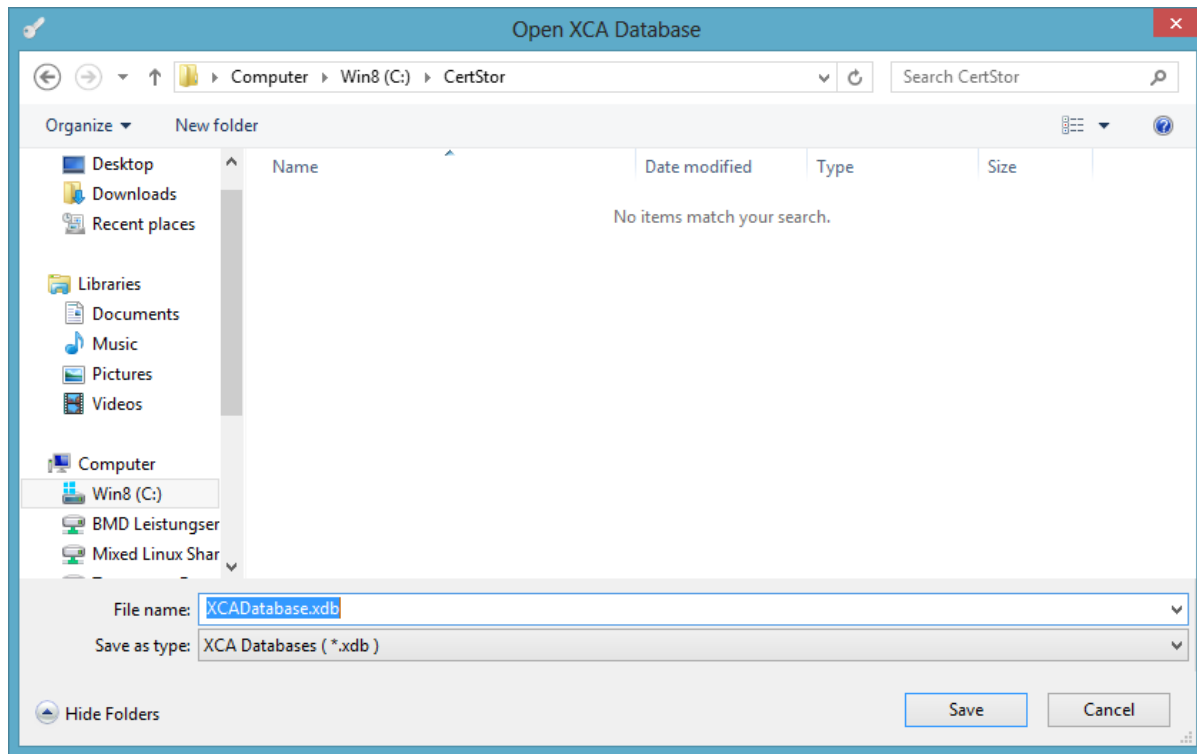 Open XCA Database
Computer Win8 (C:) CertStor Search CertStor
Organize New folder
Name Date modified Type Size
No items match your search.
Desktop
Downloads
Recent places
Libraries
Documents
Music
Pictures
Videos
Computer
Win8 (C:)
BMD Leistungser
Mixed Linux Shar
File name: XCADatabase.xdb
Save as type: XCA Databases ( *.xdb )
Hide Folders Save Cancel